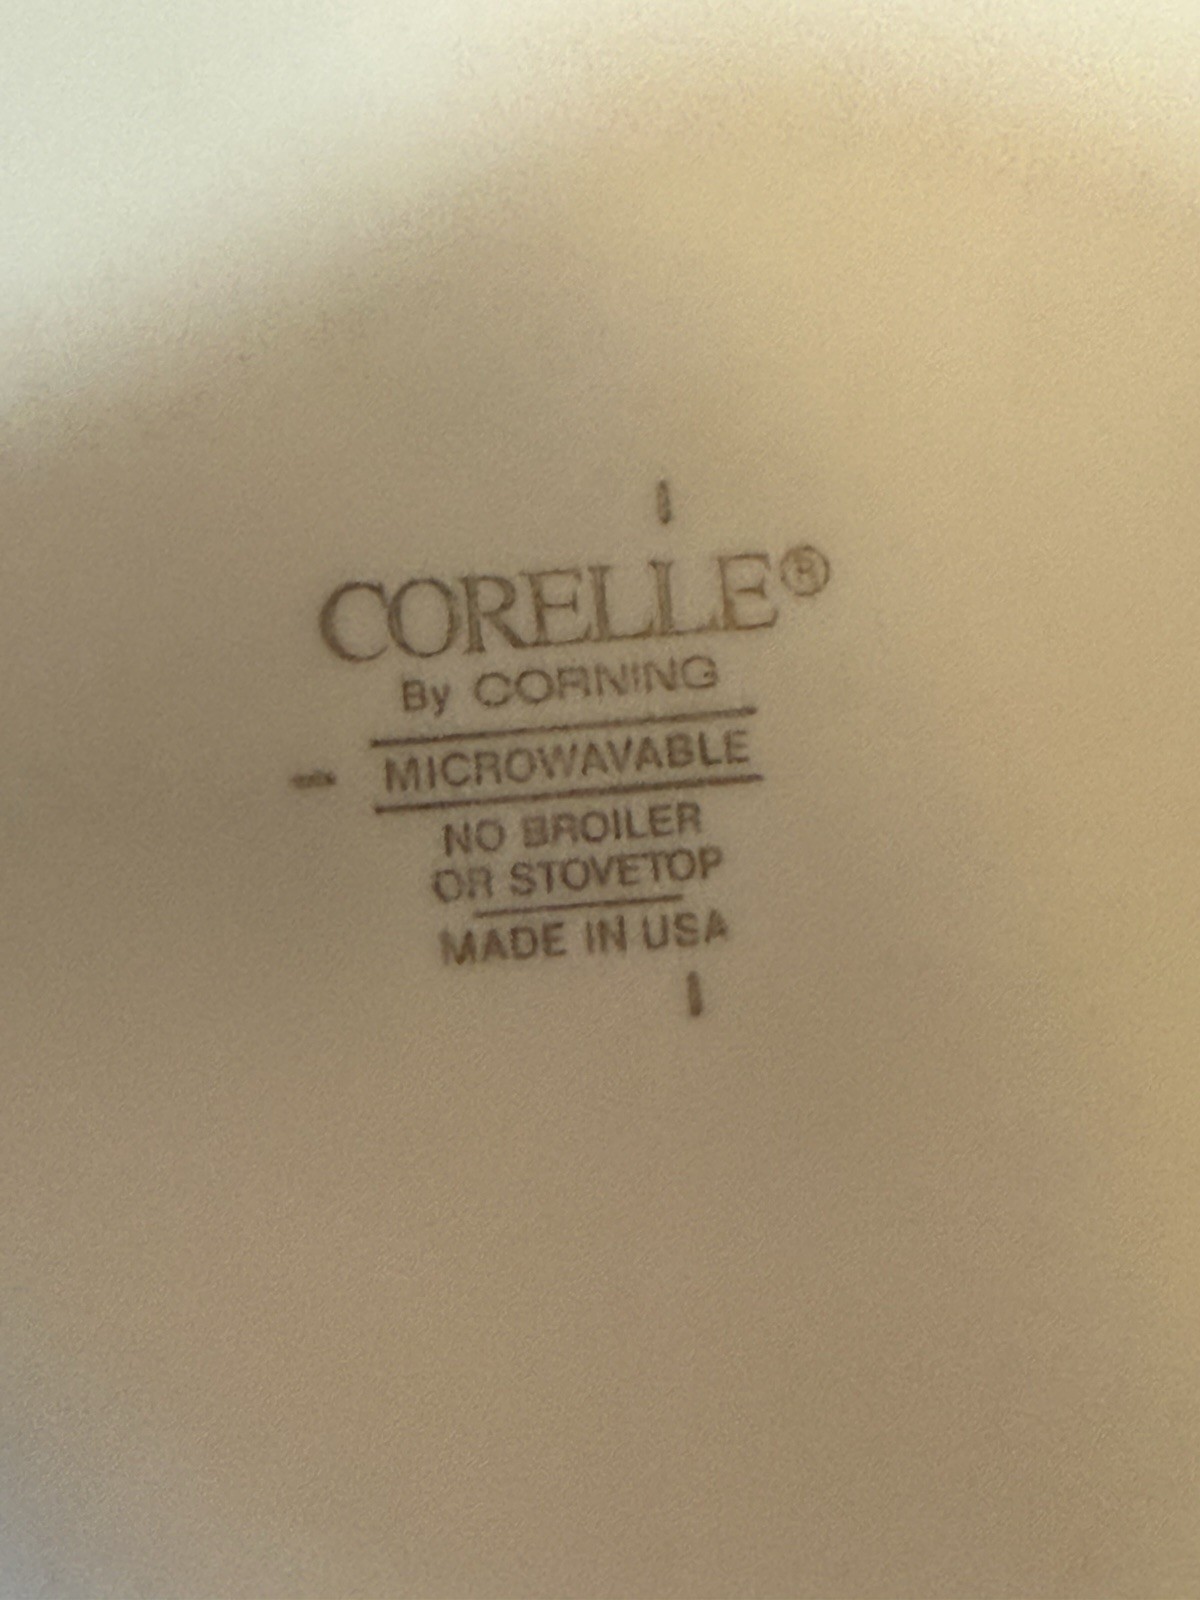 CORELLE®
By CORNING
MICROWAVABLE
NO BROILER
OR STOVETOP
MADE IN USA